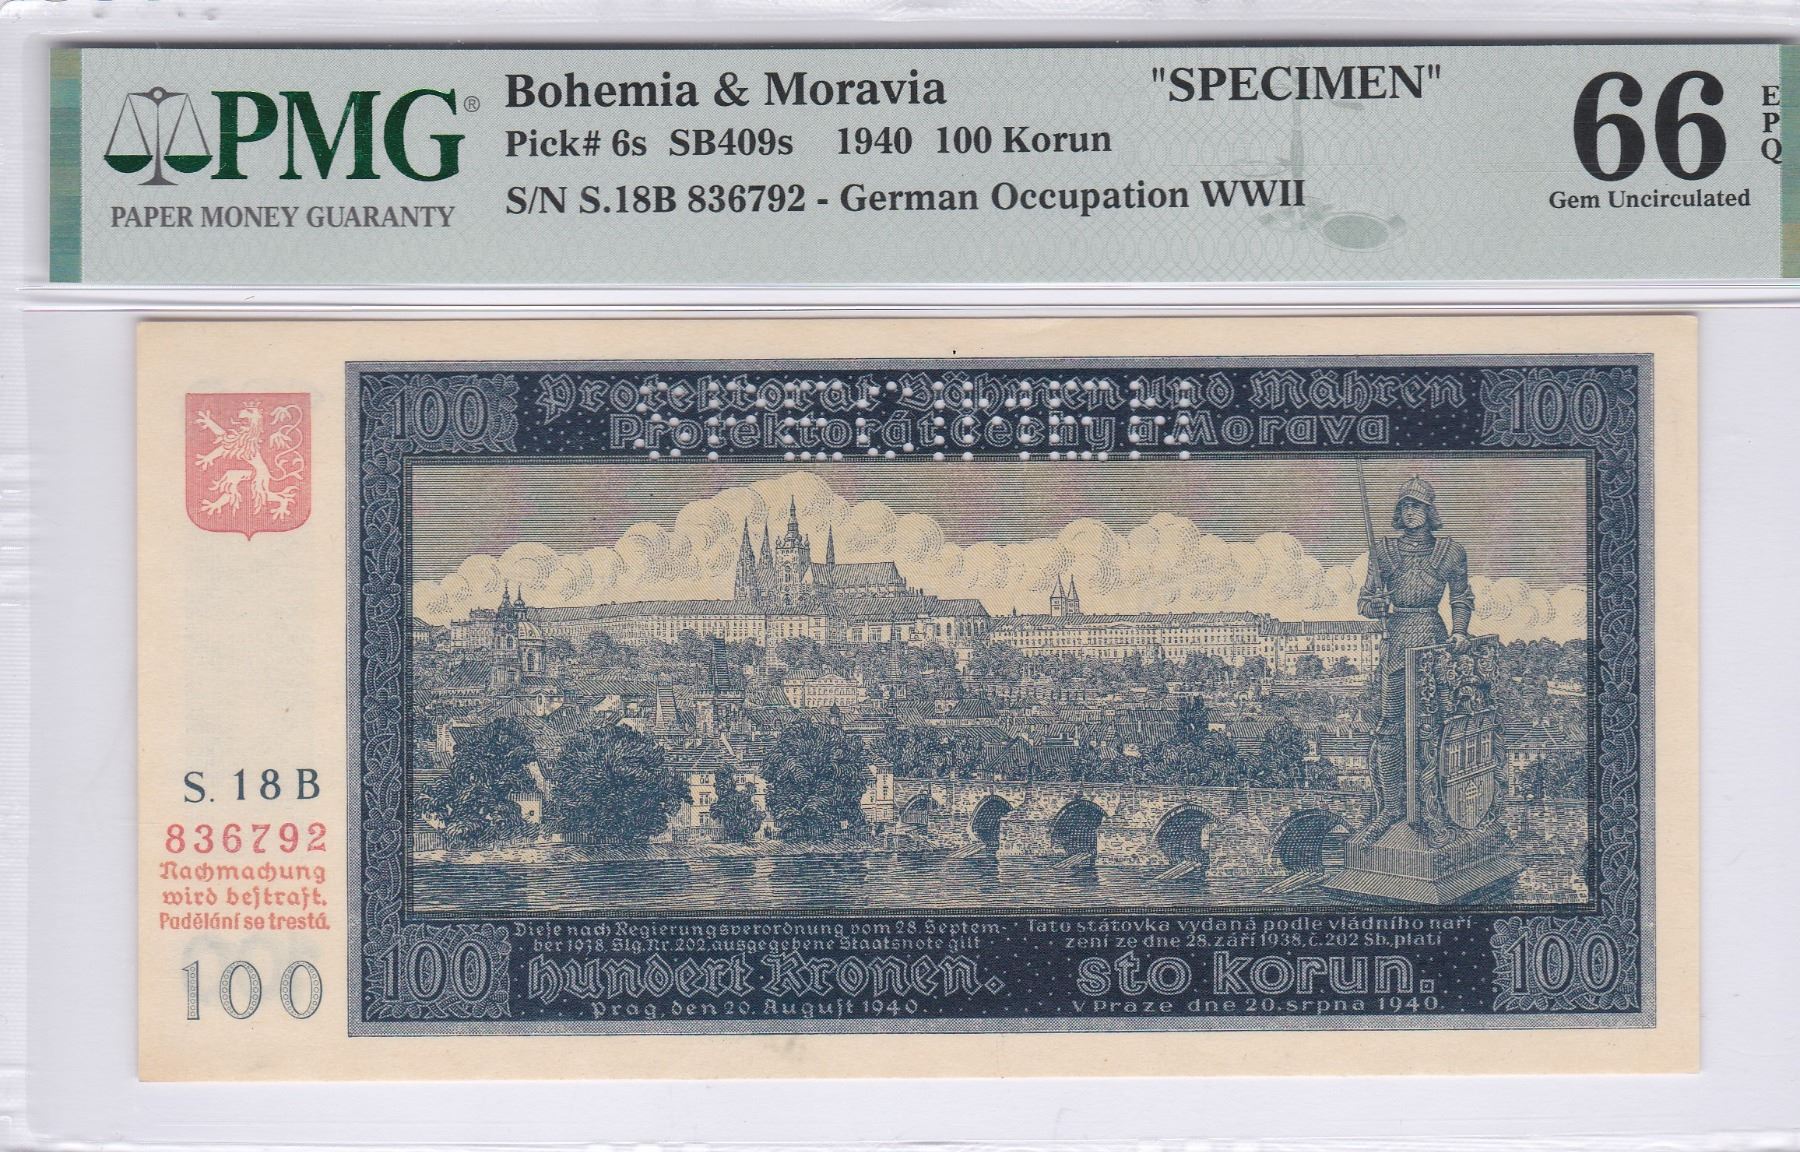 PMG®
PAPER MONEY GUARANTY
Bohemia & Moravia "SPECIMEN"
Pick# 6s SB409s 1940 100 Korun
S/N S.18B 836792 - German Occupation WWII
66 EPQ
Gem Uncirculated
100 Protektorat Böhmen und Mähren 100
Protektorát Čechy a Morava
SPECIMEN
S. 18 B
836792
Nachmachung
wird bestraft.
Padělání se trestá.
100
Diese nach Regierungsverordnung vom 28. Septem-
ber 1938, Slg. Nr. 202, ausgegebene Staatsnote gilt
100 hundert Kronen.
Prag, den 20. August 1940.
Tato státovka vydaná podle vládního naří
zení ze dne 28. září 1938, č. 202 Sb. platí
sto korun. 100
v Praze dne 20. srpna 1940.